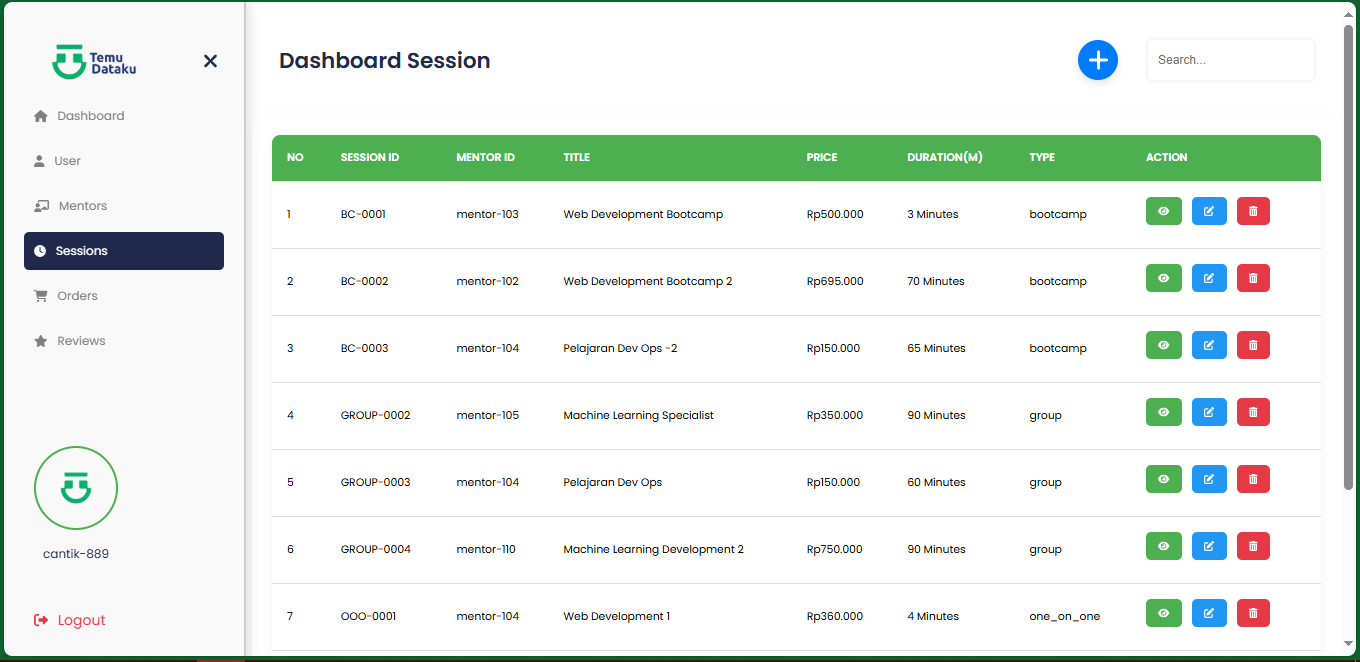 Temu
Dataku
Dashboard
User
Mentors
Sessions
Orders
Reviews
cantik-889
Logout
Dashboard Session
Search...
NO SESSION ID MENTOR ID TITLE PRICE DURATION(M) TYPE ACTION
1 BC-0001 mentor-103 Web Development Bootcamp Rp500.000 3 Minutes bootcamp
2 BC-0002 mentor-102 Web Development Bootcamp 2 Rp695.000 70 Minutes bootcamp
3 BC-0003 mentor-104 Pelajaran Dev Ops -2 Rp150.000 65 Minutes bootcamp
4 GROUP-0002 mentor-105 Machine Learning Specialist Rp350.000 90 Minutes group
5 GROUP-0003 mentor-104 Pelajaran Dev Ops Rp150.000 60 Minutes group
6 GROUP-0004 mentor-110 Machine Learning Development 2 Rp750.000 90 Minutes group
7 OOO-0001 mentor-104 Web Development 1 Rp360.000 4 Minutes one_on_one